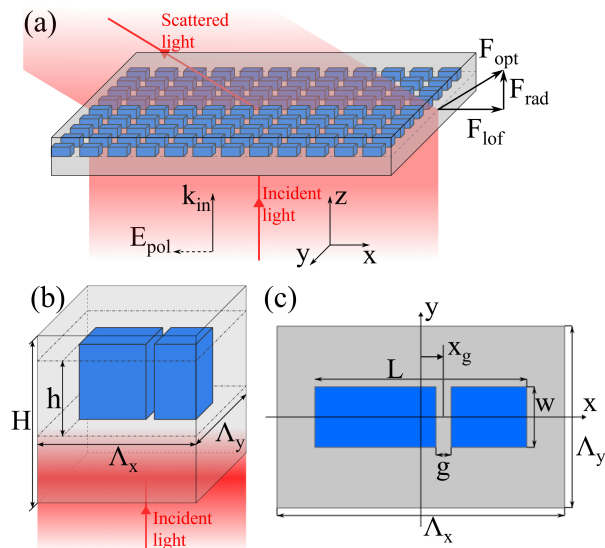 (a)
Scattered
light
F_opt
F_rad
F_lof
k_in
E_pol
Incident
light
z
y
x
(b)
H
h
Λ_x
Λ_y
Incident
light
(c)
y
x_g
L
w
x
g
Λ_y
Λ_x